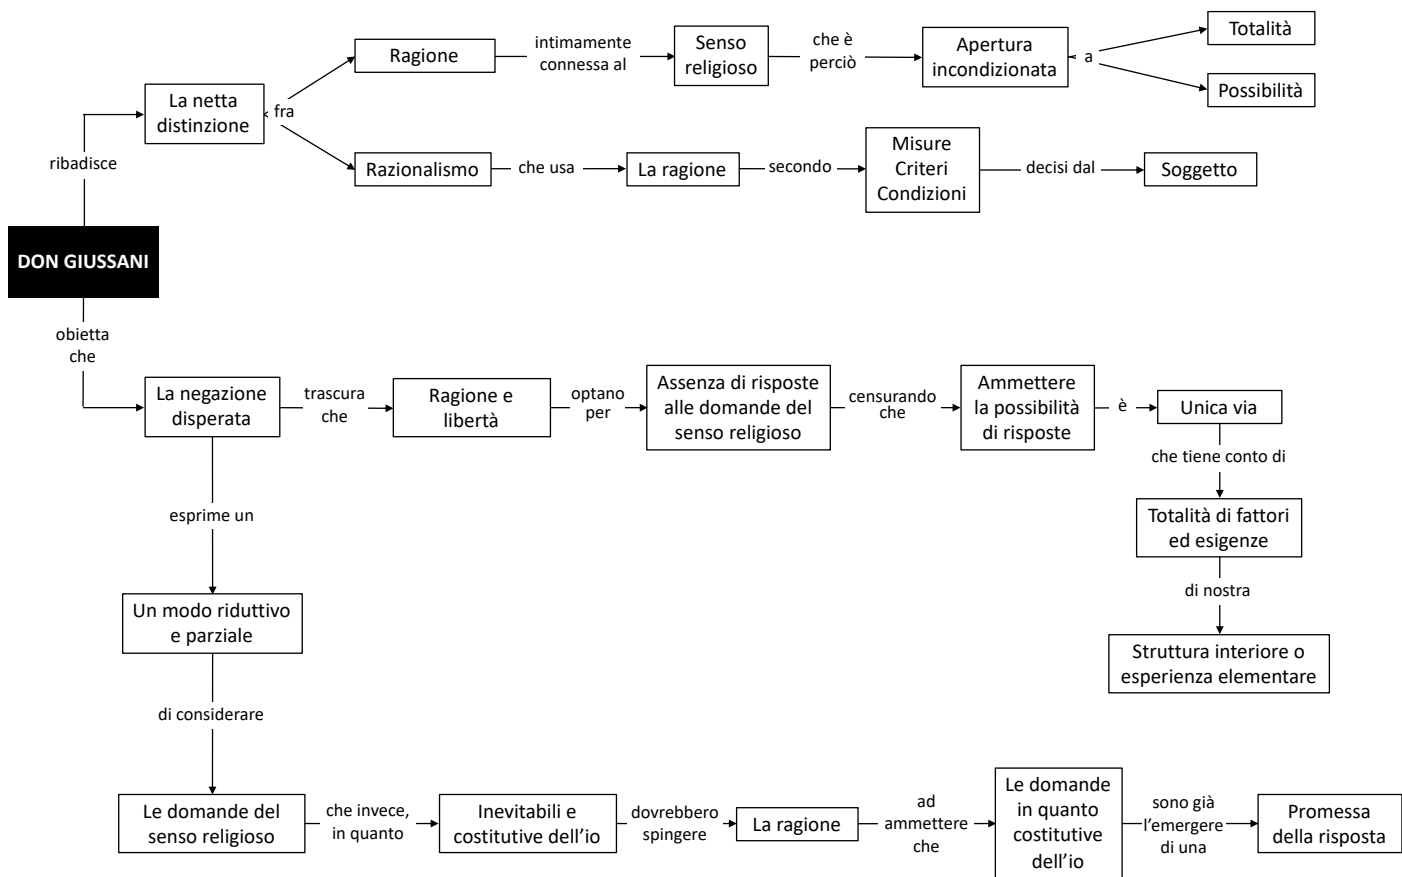 Ragione
intimamente
connessa al
Senso
religioso
che è
perciò
Apertura
incondizionata
a
Totalità
Possibilità
La netta
distinzione
fra
ribadisce
Razionalismo
che usa
La ragione
secondo
Misure
Criteri
Condizioni
decisi dal
Soggetto
DON GIUSSANI
obietta
che
La negazione
disperata
trascura
che
Ragione e
libertà
optano
per
Assenza di risposte
alle domande del
senso religioso
censurando
che
Ammettere
la possibilità
di risposte
è
Unica via
che tiene conto di
Totalità di fattori
ed esigenze
di nostra
Struttura interiore o
esperienza elementare
esprime un
Un modo riduttivo
e parziale
di considerare
Le domande del
senso religioso
che invece,
in quanto
Inevitabili e
costitutive dell’io
dovrebbero
spingere
La ragione
ad
ammettere
che
Le domande
in quanto
costitutive
dell’io
sono già
l’emergere
di una
Promessa
della risposta